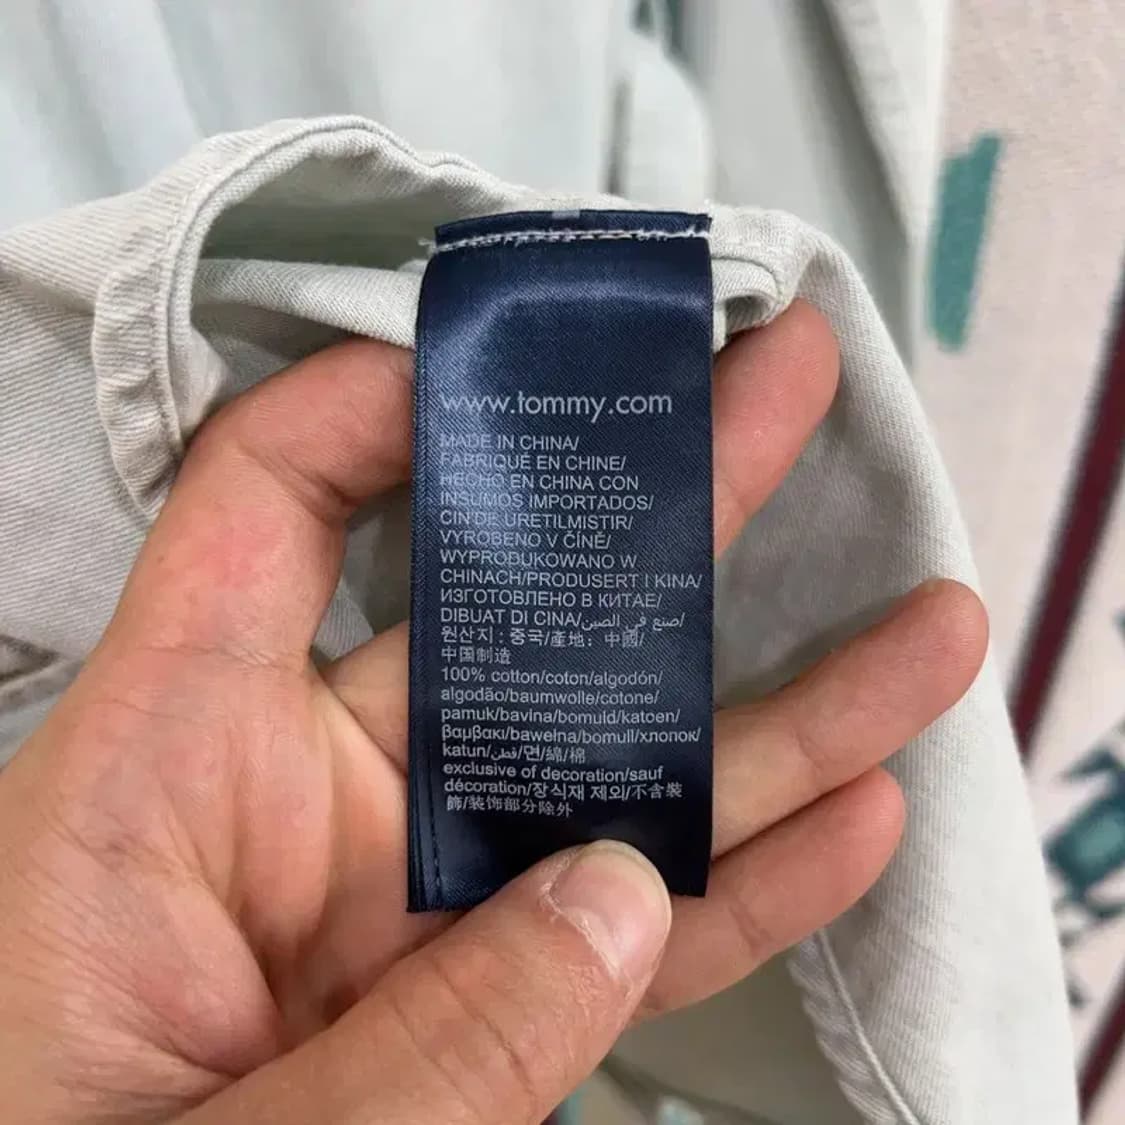 www.tommy.com
MADE IN CHINA/
FABRIQUÉ EN CHINE/
HECHO EN CHINA CON
INSUMOS IMPORTADOS/
CIN'DE URETILMISTIR/
VYROBENO V ČÍNĚ/
WYPRODUKOWANO W
CHINACH/PRODUSERT I KINA/
ИЗГОТОВЛЕНО В КИТАЕ/
DIBUAT DI CINA/صنع في الصين/
원산지 : 중국/產地：中國/
中国制造
100% cotton/coton/algodón/
algodão/baumwolle/cotone/
pamuk/bavlna/bomuld/katoen/
βαμβακι/bawełna/bomull/хлопок/
katun/قطن/면/綿/棉
exclusive of decoration/sauf
décoration/장식재 제외/不含裝
飾/装饰部分除外